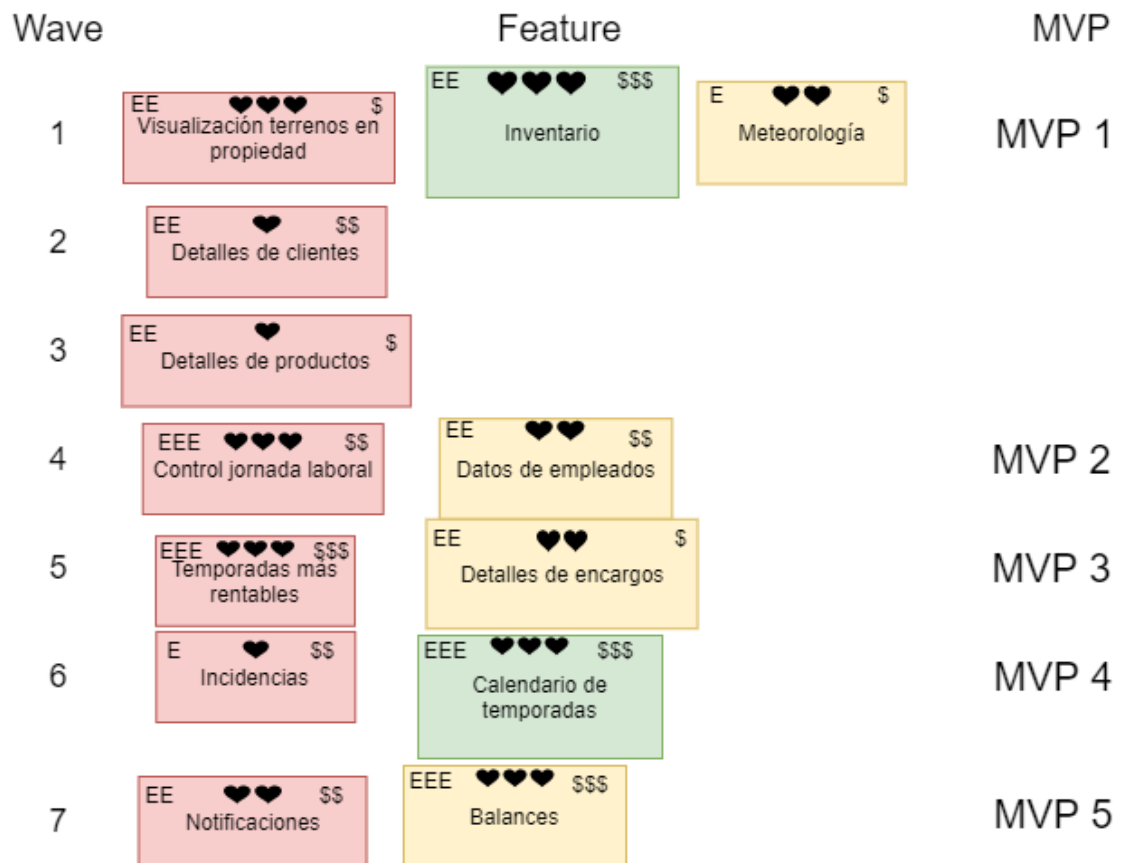 Wave Feature MVP
1
EE $
Visualización terrenos en
propiedad
EE $$$
Inventario
E $
Meteorología
MVP 1
2
EE $$
Detalles de clientes
3
EE $
Detalles de productos
4
EEE $$
Control jornada laboral
EE $$
Datos de empleados
MVP 2
5
EEE $$$
Temporadas más
rentables
EE $
Detalles de encargos
MVP 3
6
E $$
Incidencias
EEE $$$
Calendario de
temporadas
MVP 4
7
EE $$
Notificaciones
EEE $$$
Balances
MVP 5